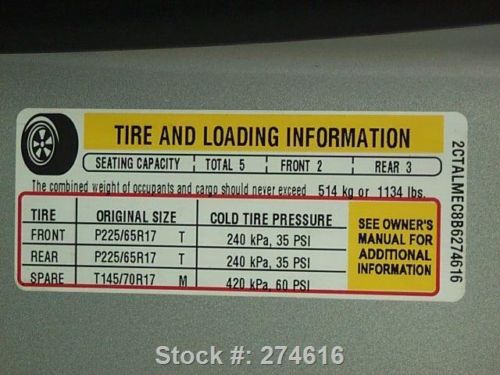 TIRE AND LOADING INFORMATION
SEATING CAPACITY TOTAL 5 FRONT 2 REAR 3
The combined weight of occupants and cargo should never exceed 514 kg or 1134 lbs.
TIRE ORIGINAL SIZE COLD TIRE PRESSURE
FRONT P225/65R17 T 240 kPa, 35 PSI
REAR P225/65R17 T 240 kPa, 35 PSI
SPARE T145/70R17 M 420 kPa, 60 PSI
SEE OWNER'S
MANUAL FOR
ADDITIONAL
INFORMATION
2CTALMEC8B6274616
Stock #: 274616